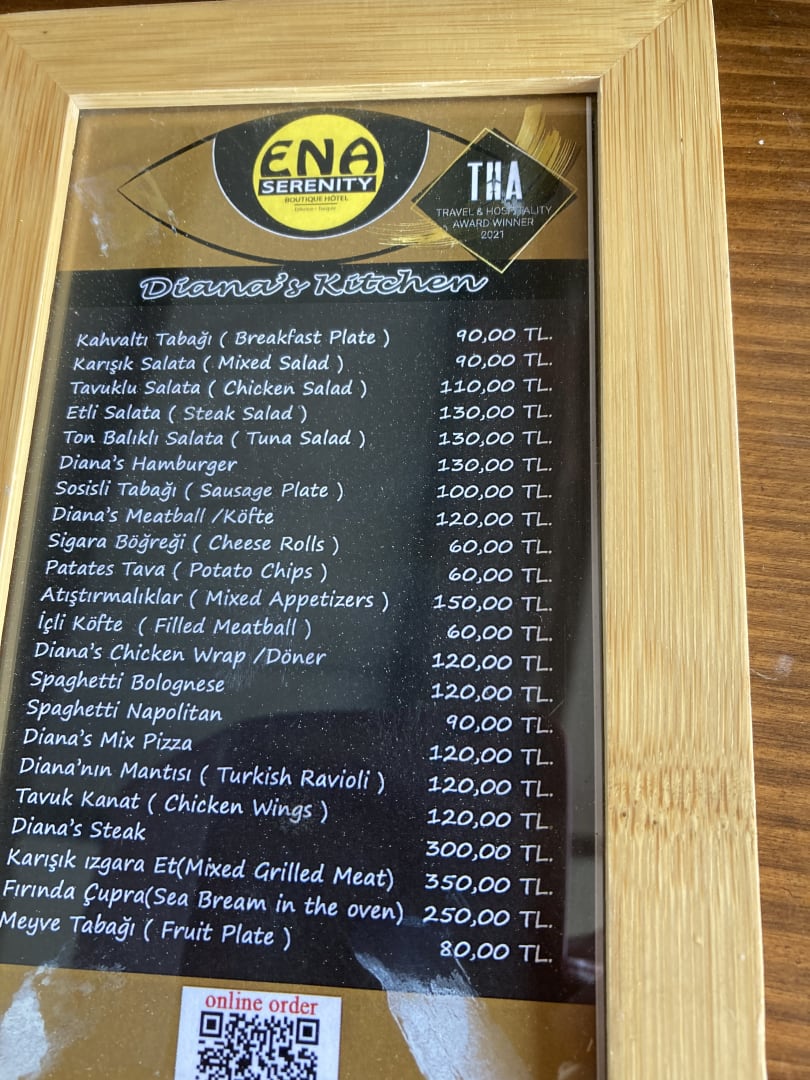 ENA
SERENITY
BOUTIQUE HOTEL
THA
TRAVEL & HOSPITALITY
AWARD WINNER
2021
Diana's Kitchen
Kahvaltı Tabağı ( Breakfast Plate ) 90,00 TL.
Karışık Salata ( Mixed Salad ) 90,00 TL.
Tavuklu Salata ( Chicken Salad ) 110,00 TL.
Etli Salata ( Steak Salad ) 130,00 TL.
Ton Balıklı Salata ( Tuna Salad ) 130,00 TL.
Diana's Hamburger 130,00 TL.
Sosisli Tabağı ( Sausage Plate ) 100,00 TL.
Diana's Meatball /Köfte 120,00 TL.
Sigara Böğreği ( Cheese Rolls ) 60,00 TL.
Patates Tava ( Potato Chips ) 60,00 TL.
Atıştırmalıklar ( Mixed Appetizers ) 150,00 TL.
İçli Köfte ( Filled Meatball ) 60,00 TL.
Diana's Chicken Wrap /Döner 120,00 TL.
Spaghetti Bolognese 120,00 TL.
Spaghetti Napolitan 90,00 TL.
Diana's Mix Pizza 120,00 TL.
Diana'nın Mantısı ( Turkish Ravioli ) 120,00 TL.
Tavuk Kanat ( Chicken Wings ) 120,00 TL
Diana's Steak 300,00 TL.
Karışık ızgara Et(Mixed Grilled Meat) 350,00 TL.
Fırında Çupra(Sea Bream in the oven) 250,00 TL.
Meyve Tabağı ( Fruit Plate ) 80,00 TL.
online order